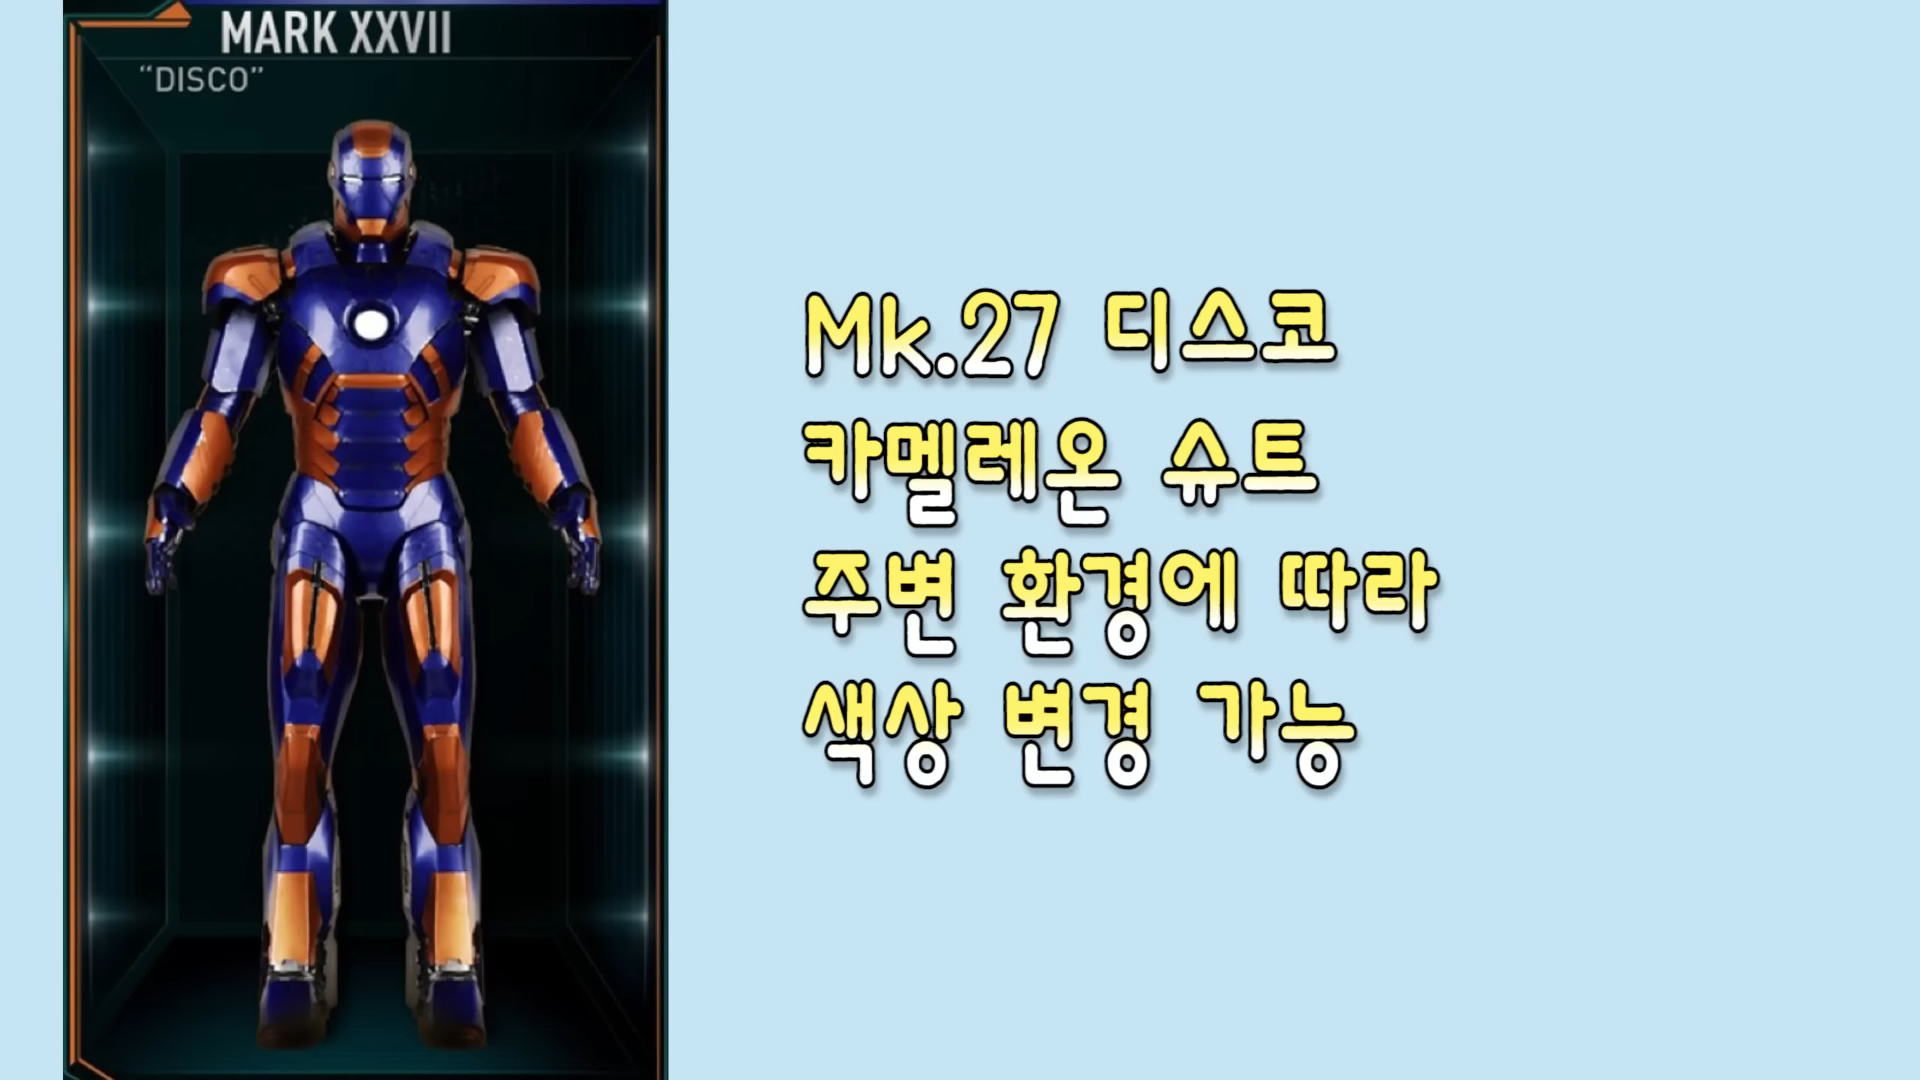 MARK XXVII
“DISCO”
Mk.27 디스코
카멜레온 슈트
주변 환경에 따라
색상 변경 가능